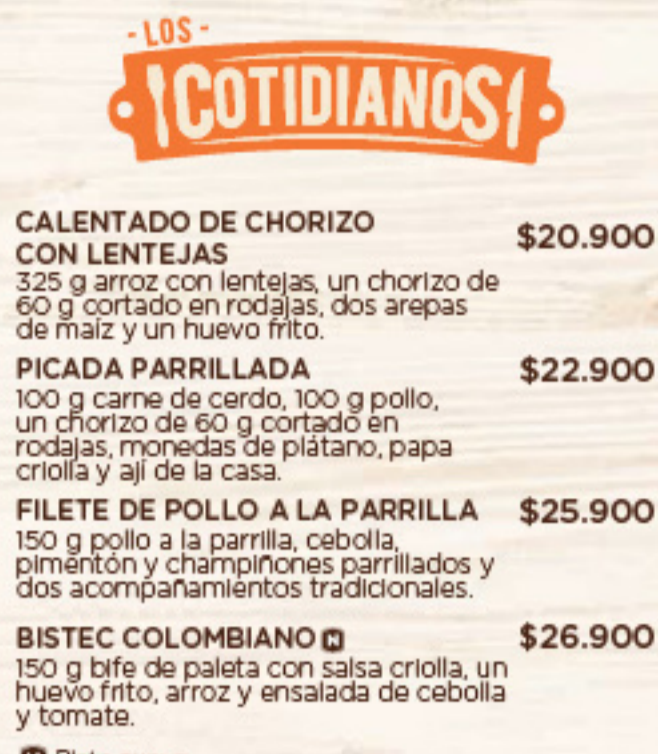 - LOS -
COTIDIANOS
CALENTADO DE CHORIZO
CON LENTEJAS
$20.900
325 g arroz con lentejas, un chorizo de
60 g cortado en rodajas, dos arepas
de maíz y un huevo frito.
PICADA PARRILLADA
$22.900
100 g carne de cerdo, 100 g pollo,
un chorizo de 60 g cortado en
rodajas, monedas de plátano, papa
criolla y ají de la casa.
FILETE DE POLLO A LA PARRILLA
$25.900
150 g pollo a la parrilla, cebolla,
pimentón y champiñones parrillados y
dos acompañamientos tradicionales.
BISTEC COLOMBIANO N
$26.900
150 g bife de paleta con salsa criolla, un
huevo frito, arroz y ensalada de cebolla
y tomate.